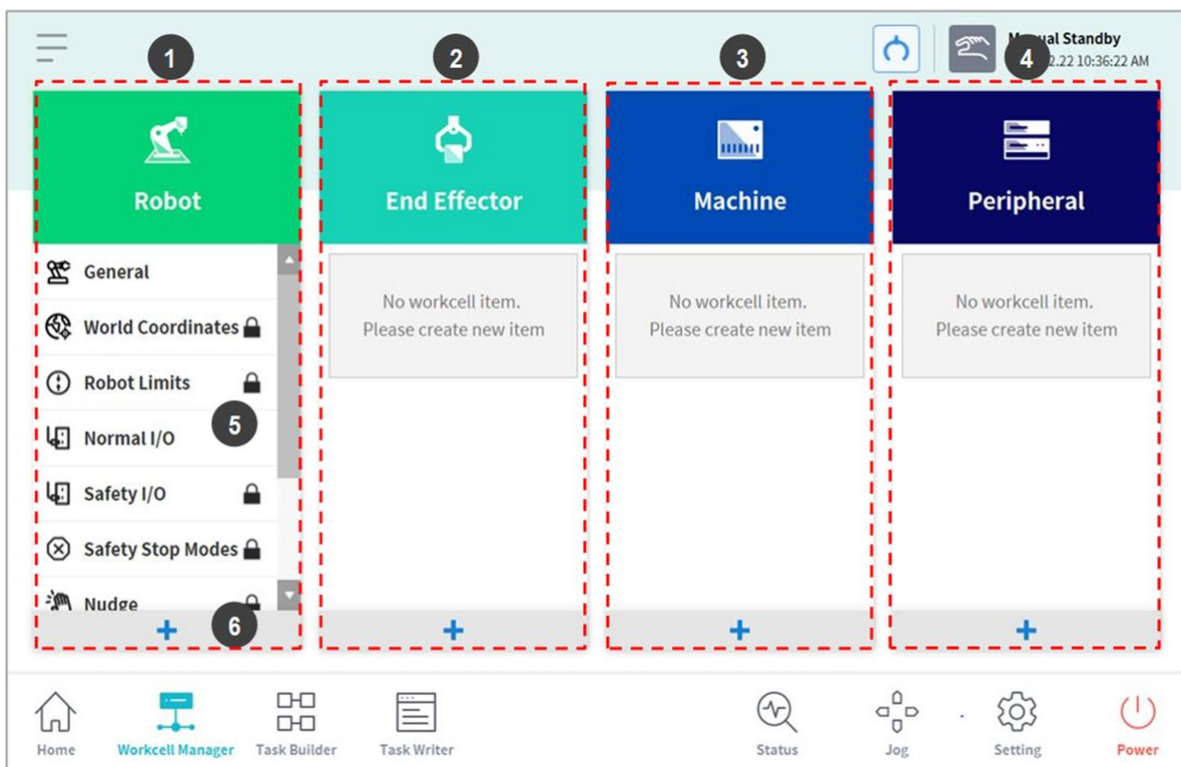 1
2
3
4
Manual Standby
2.22 10:36:22 AM
Robot
End Effector
Machine
Peripheral
General
World Coordinates
Robot Limits
5
Normal I/O
Safety I/O
Safety Stop Modes
Nudge
6
+
No workcell item.
Please create new item
+
No workcell item.
Please create new item
+
No workcell item.
Please create new item
+
Home
Workcell Manager
Task Builder
Task Writer
Status
Jog
Setting
Power